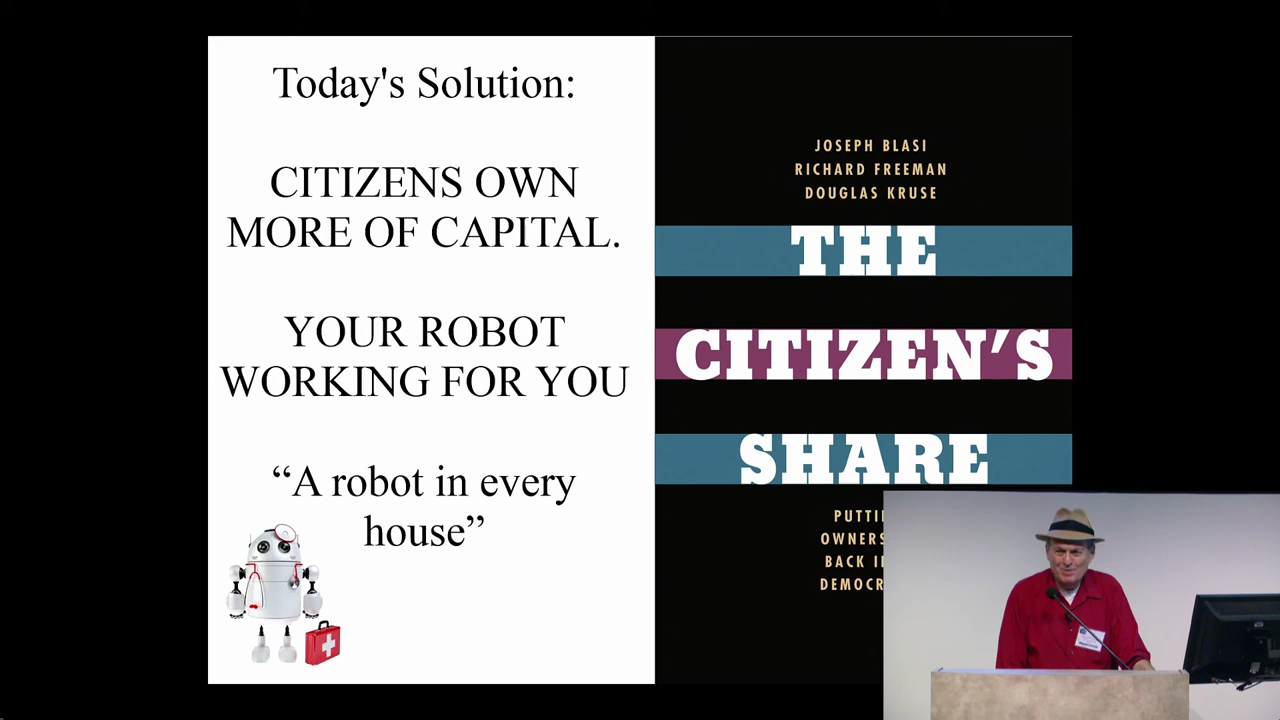 Today's Solution:
CITIZENS OWN
MORE OF CAPITAL.
YOUR ROBOT
WORKING FOR YOU
“A robot in every
house”
JOSEPH BLASI
RICHARD FREEMAN
DOUGLAS KRUSE
THE
CITIZEN’S
SHARE
BACK